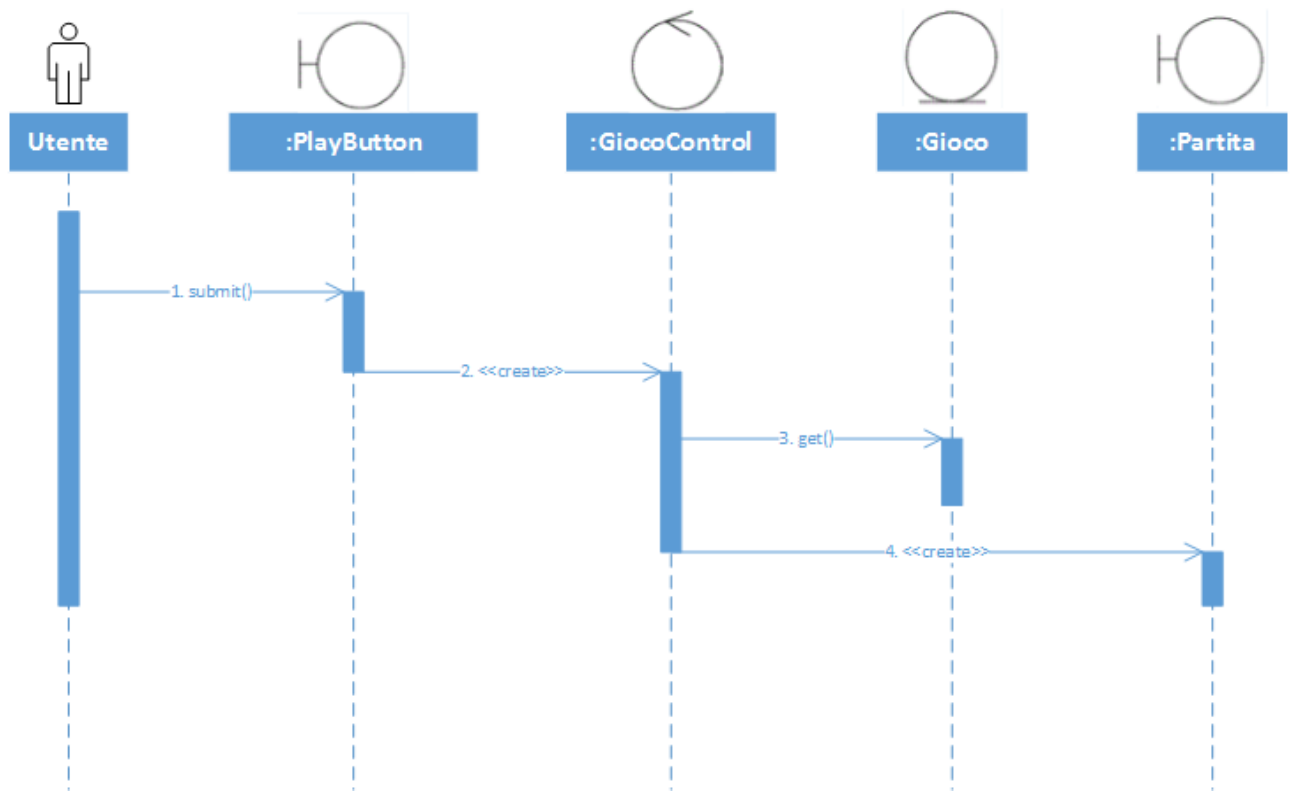 Utente
:PlayButton
:GiocoControl
:Gioco
:Partita
1. submit()
2. <<create>>
3. get()
4. <<create>>